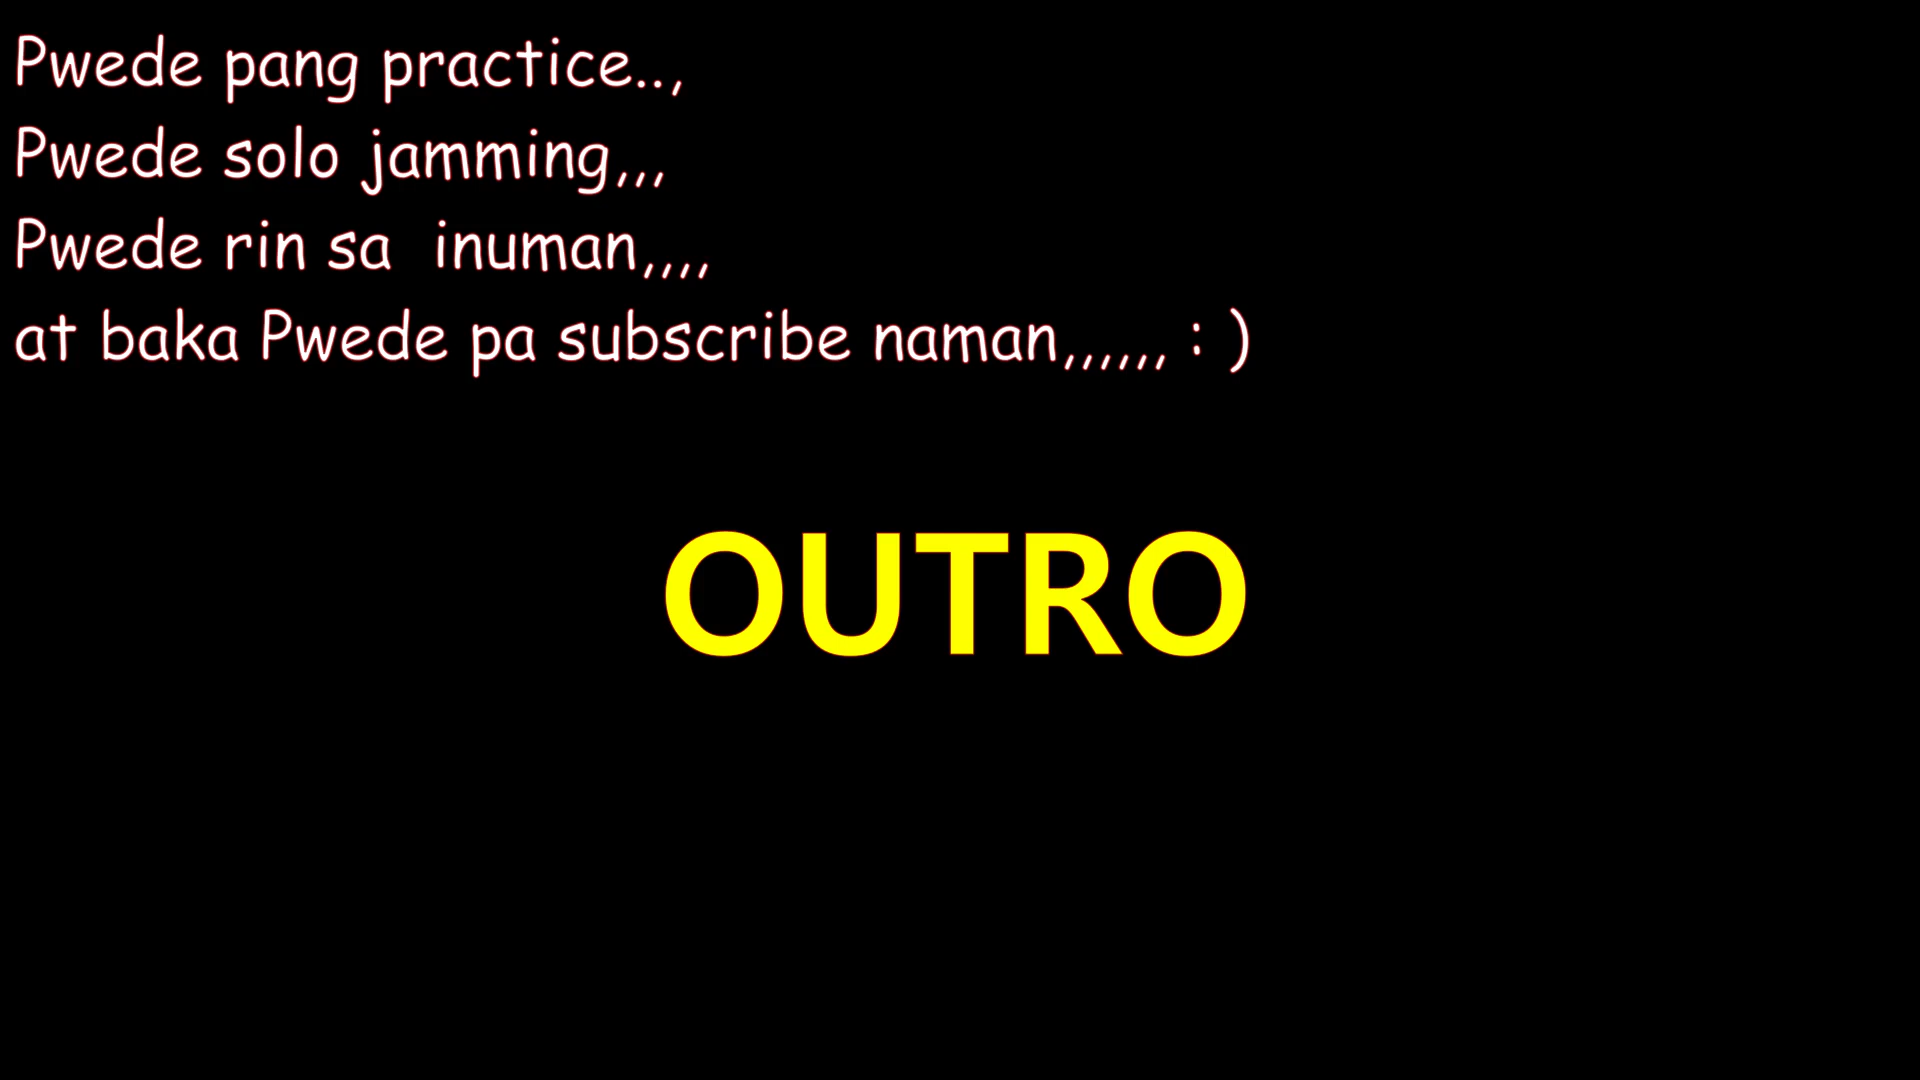 Pwede pang practice..,
Pwede solo jamming,,,
Pwede rin sa  inuman,,,,
at baka Pwede pa subscribe naman,,,,,, : )
OUTRO